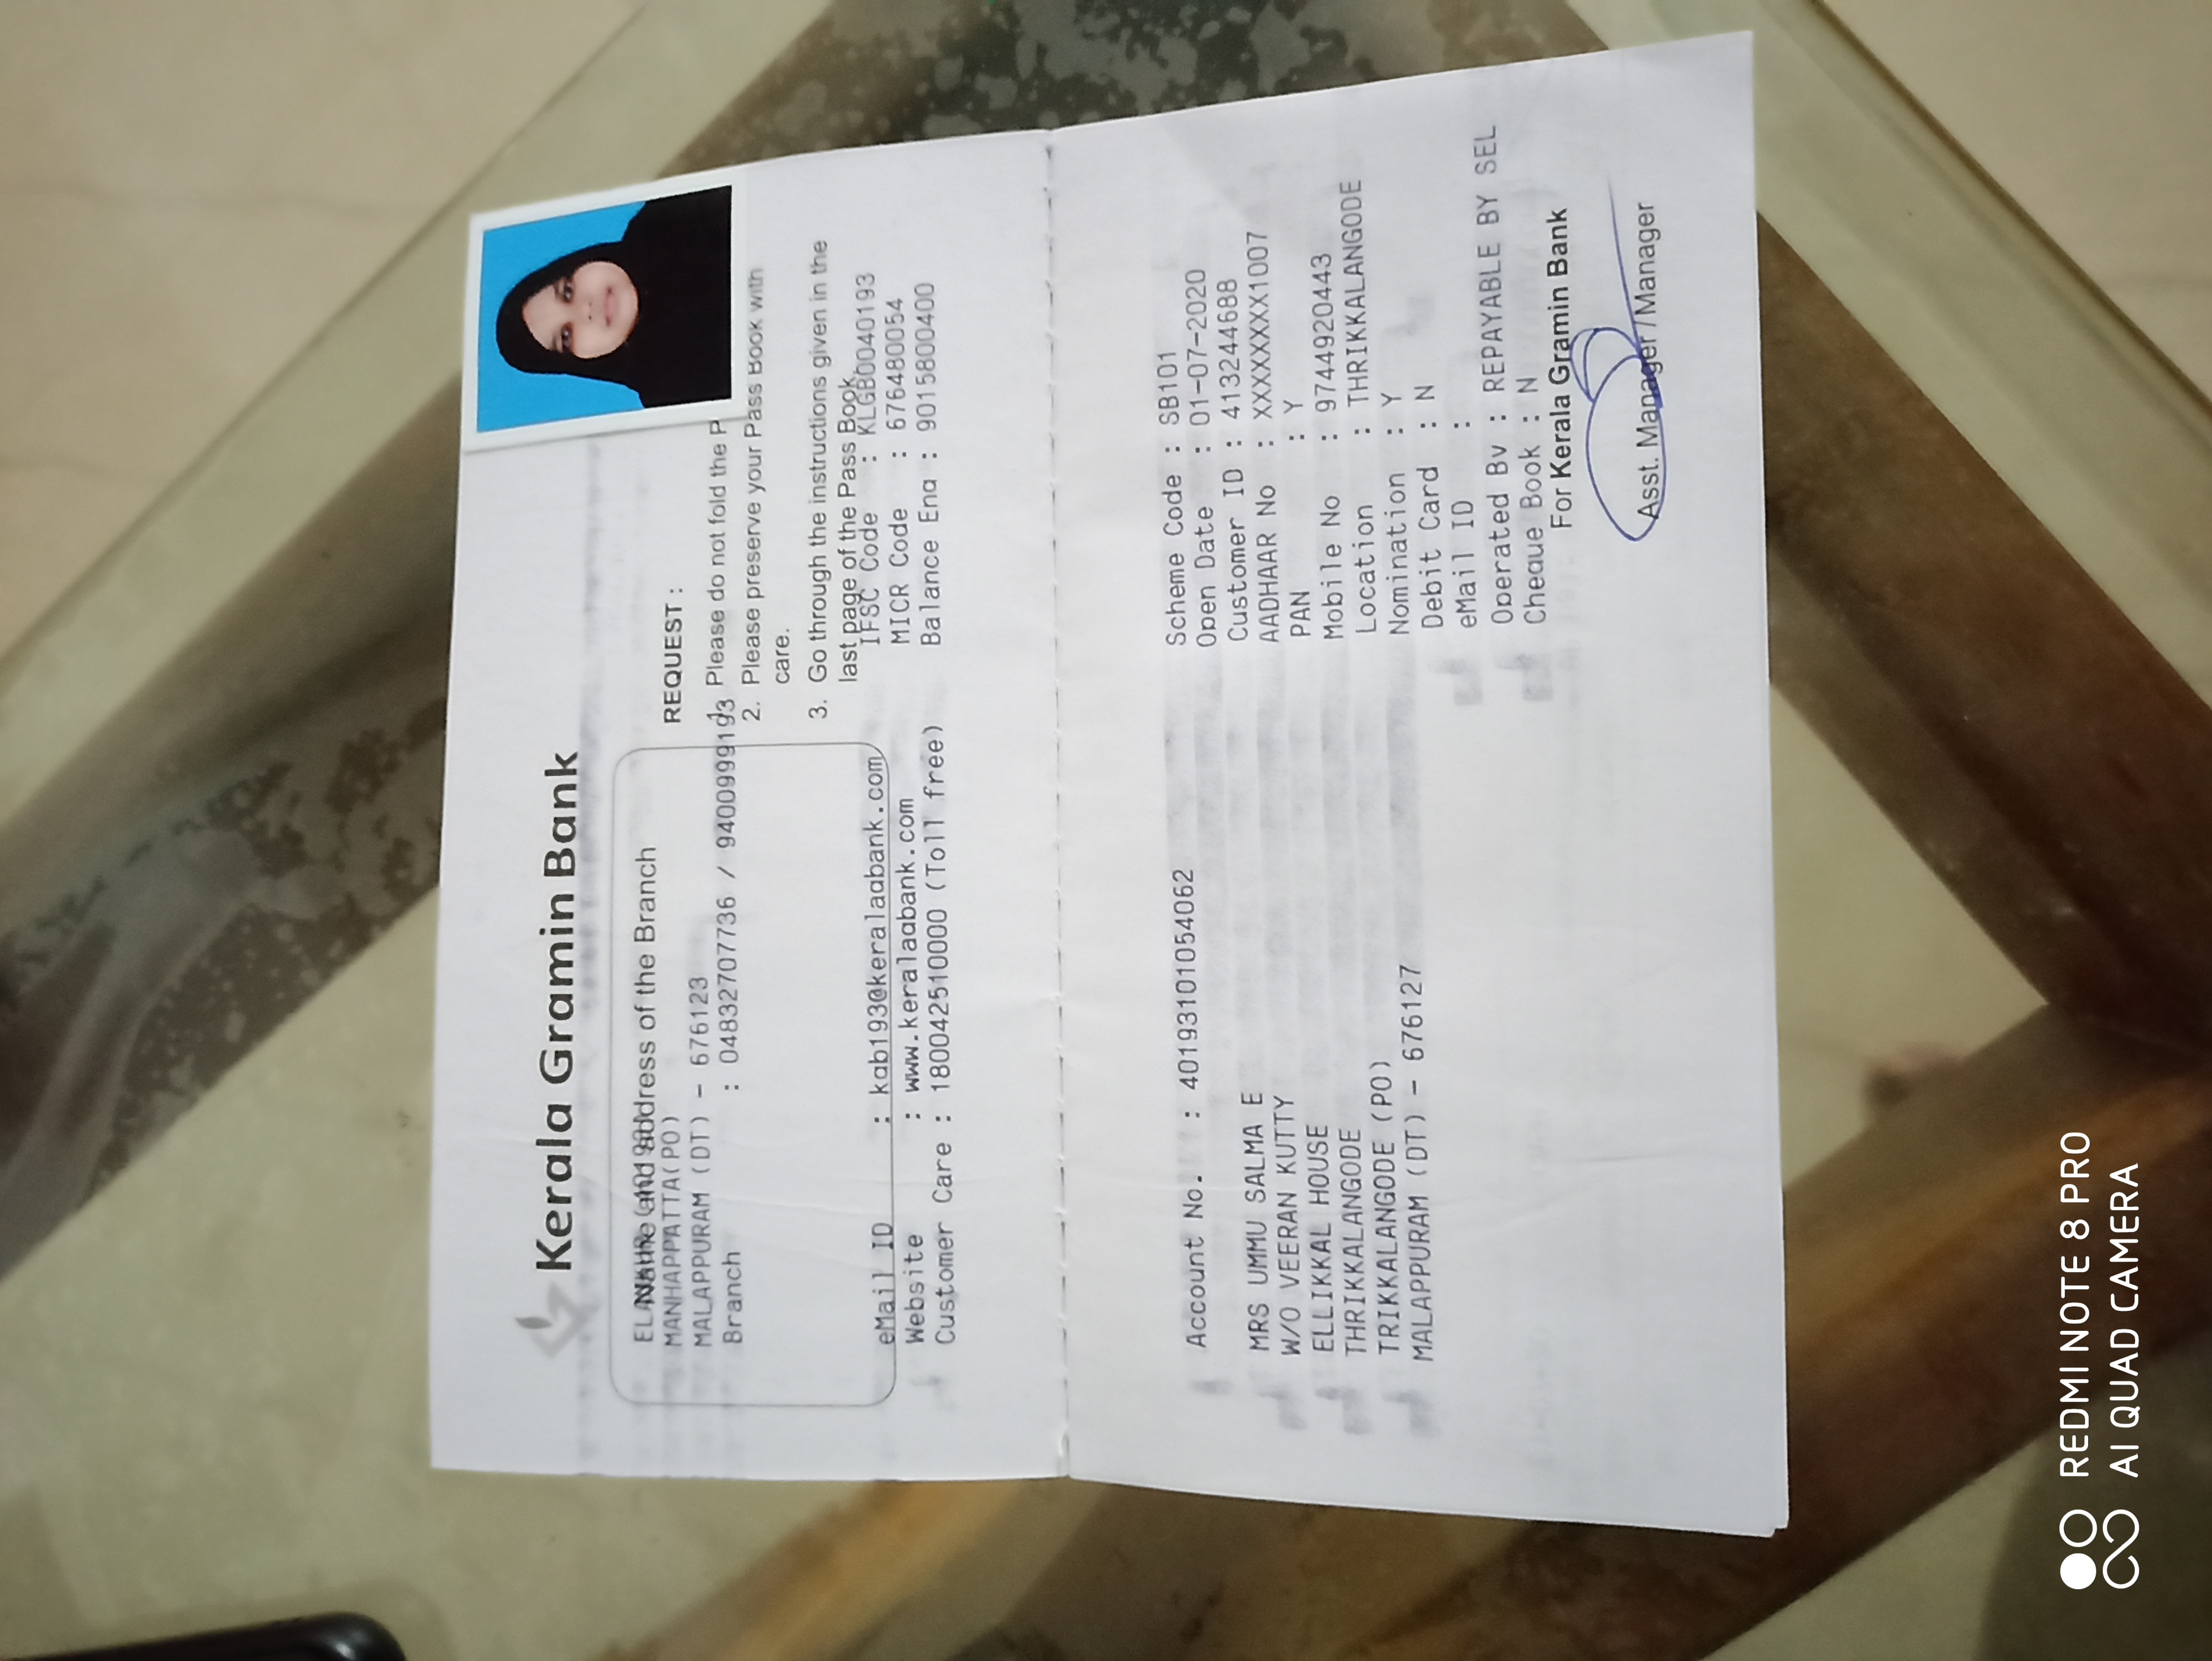 Kerala Gramin Bank
ELANKUR (40193)
Name and address of the Branch
MANHAPPATTA(PO)
MALAPPURAM (DT) - 676123
Branch : 04832707736 / 9400999193
REQUEST :
1. Please do not fold the P
2. Please preserve your Pass Book with
care.
3. Go through the instructions given in the
last page of the Pass Book.
eMail ID : kgb193@keralagbank.com
Website : www.keralagbank.com
Customer Care : 180042510000 (Toll free)
IFSC Code : KLGB0040193
MICR Code : 676480054
Balance Enq : 9015800400
Account No. : 40193101054062
MRS UMMU SALMA E
W/O VEERAN KUTTY
ELLIKKAL HOUSE
THRIKKALANGODE
TRIKKALANGODE (PO)
MALAPPURAM (DT) - 676127
Scheme Code : SB101
Open Date : 01-07-2020
Customer ID : 413244688
AADHAAR No : XXXXXXXX1007
PAN : Y
Mobile No : 9744920443
Location : THRIKKALANGODE
Nomination : Y
Debit Card : N
eMail ID :
Operated By : REPAYABLE BY SEL
Cheque Book : N
For Kerala Gramin Bank
Asst. Manager / Manager
REDMI NOTE 8 PRO
AI QUAD CAMERA